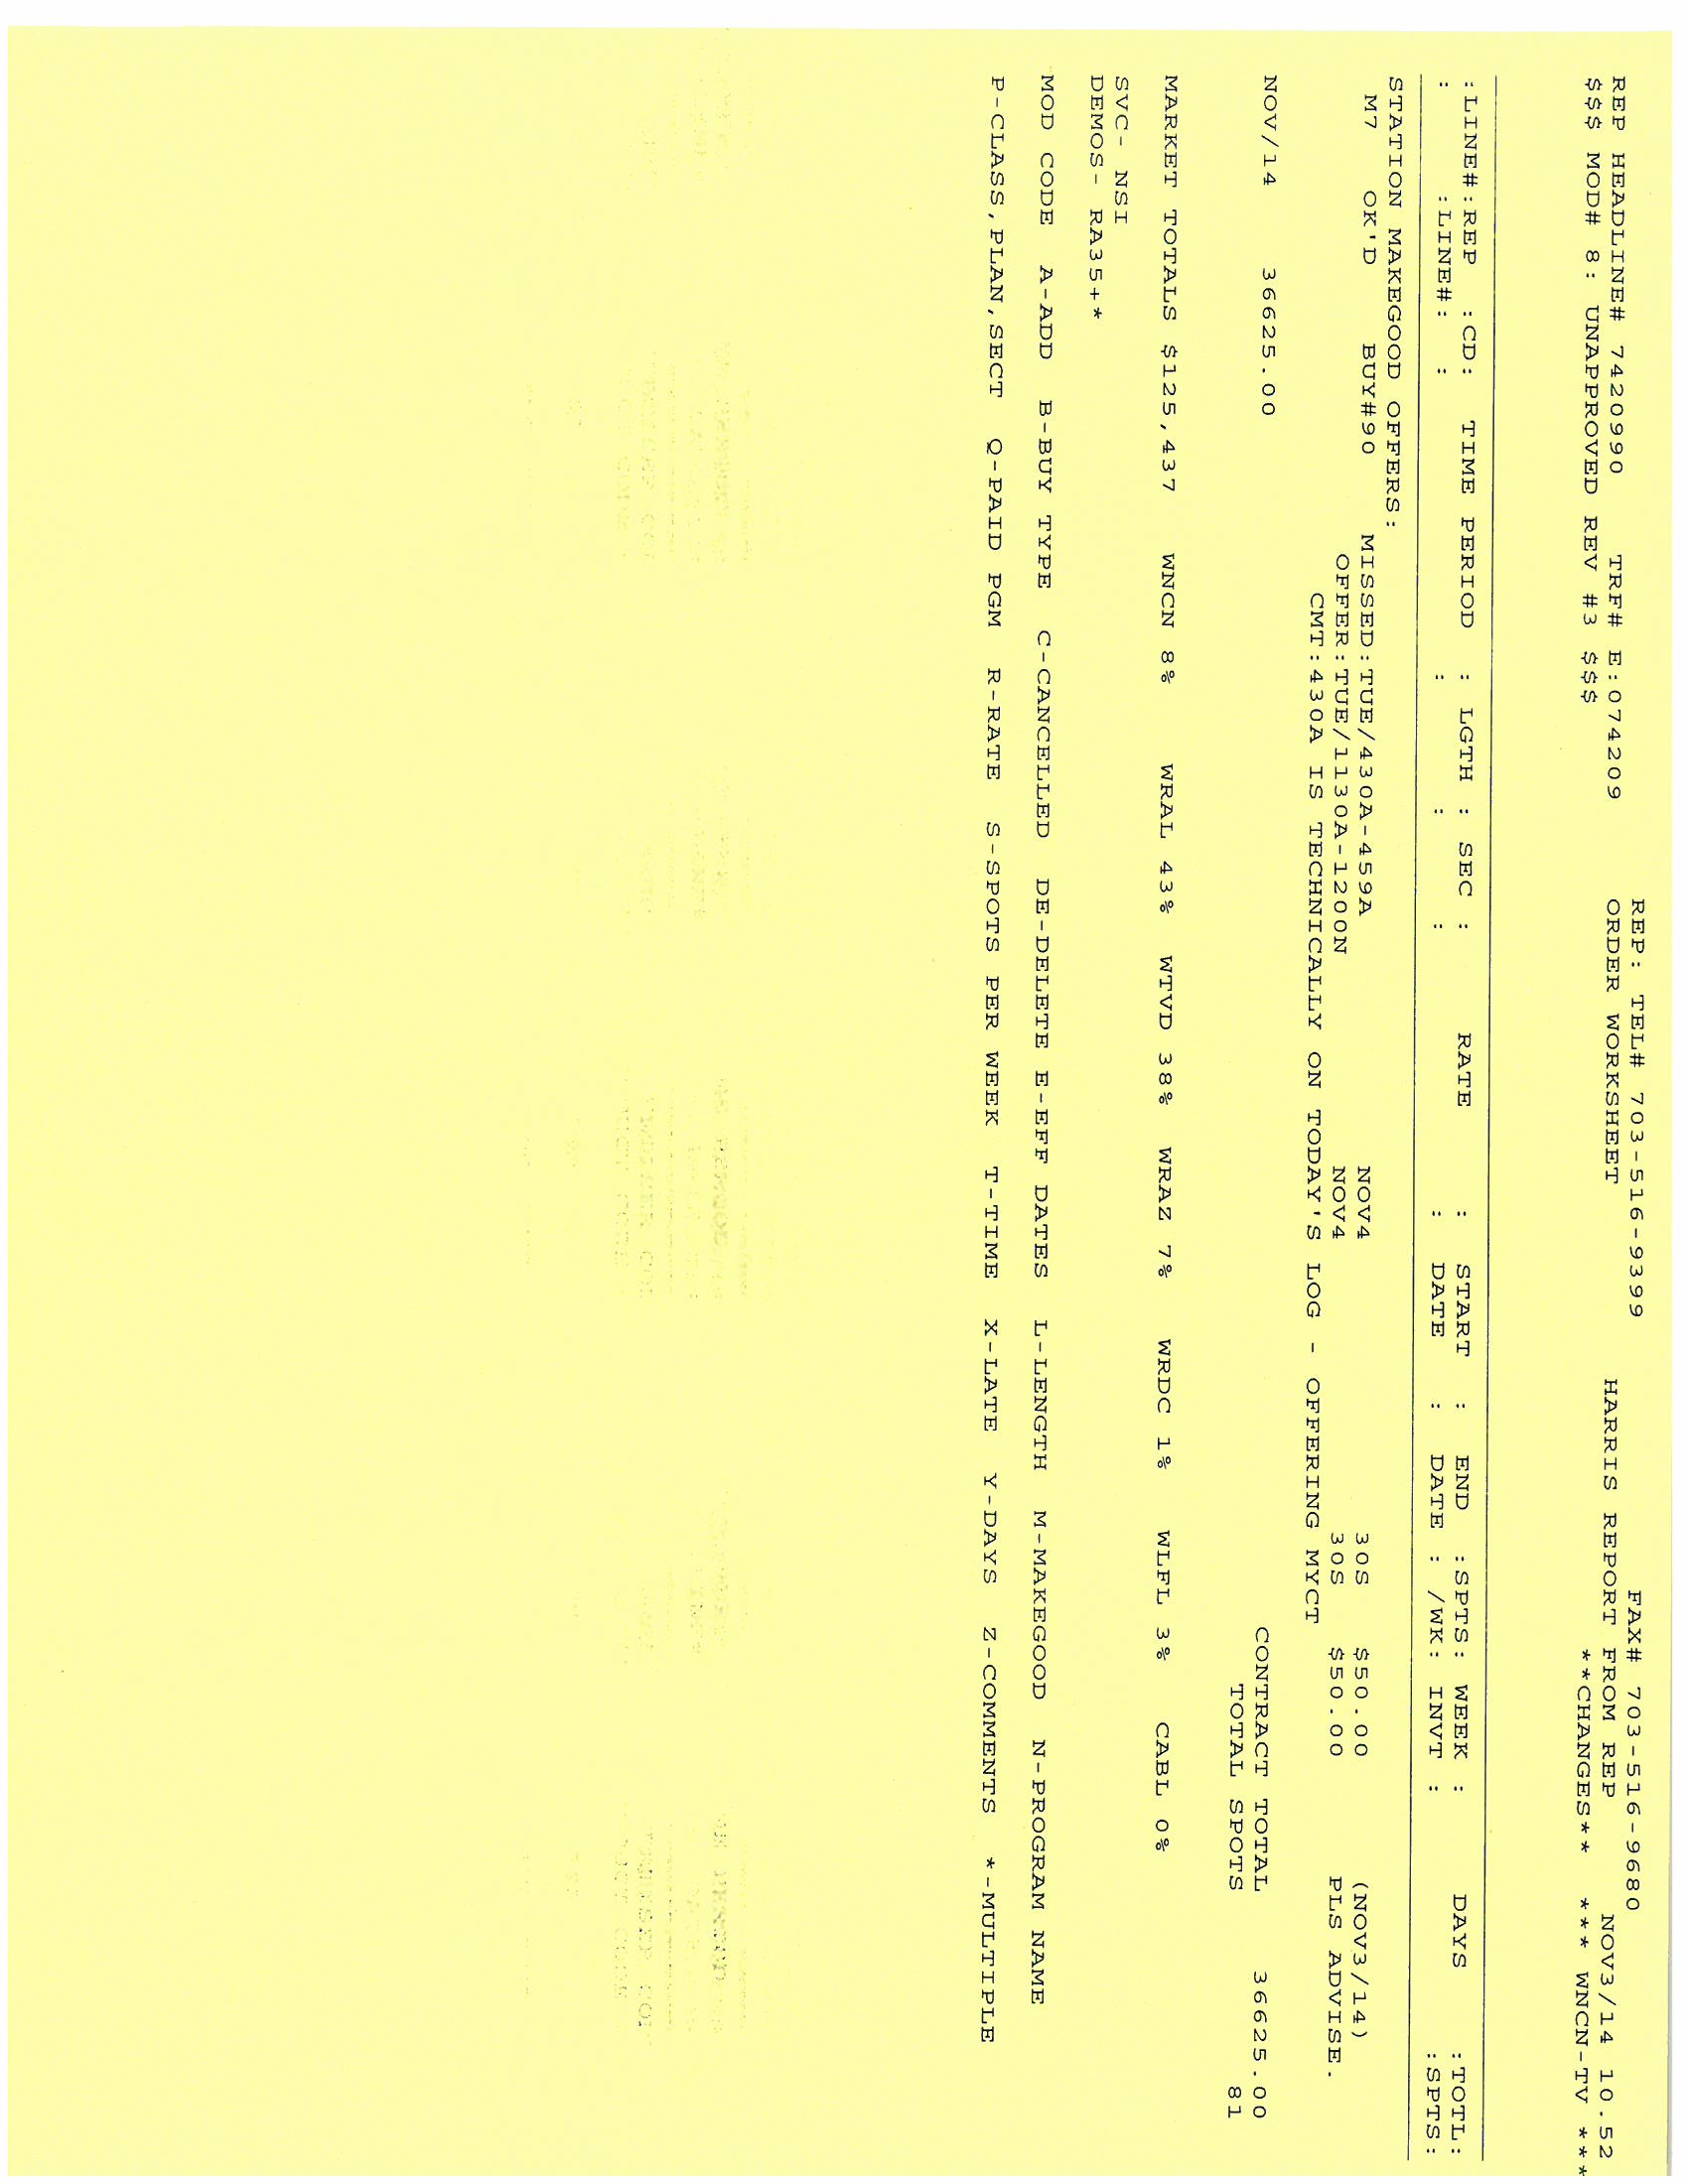 REP: TEL# 703-516-9399 FAX# 703-516-9680
REP HEADLINE# 7420990 TRF# E:074209 ORDER WORKSHEET HARRIS REPORT FROM REP NOV3/14 10.52
$$$ MOD# 8: UNAPPROVED REV #3 $$$ **CHANGES** *** WNCN-TV ***
:LINE#:REP :CD: TIME PERIOD : LGTH : SEC : RATE : START : END :SPTS: WEEK : DAYS :TOTL:
: :LINE#: : : : : : DATE : DATE : /WK: INVT : :SPTS:
STATION MAKEGOOD OFFERS:
M7 OK'D BUY#90 MISSED:TUE/430A-459A NOV4 30S $50.00 (NOV3/14)
OFFER:TUE/1130A-1200N NOV4 30S $50.00 PLS ADVISE.
CMT:430A IS TECHNICALLY ON TODAY'S LOG - OFFERING MYCT
NOV/14 36625.00 CONTRACT TOTAL 36625.00
TOTAL SPOTS 81
MARKET TOTALS $125,437 WNCN 8% WRAL 43% WTVD 38% WRAZ 7% WRDC 1% WLFL 3% CABL 0%
SVC- NSI
DEMOS- RA35+*
MOD CODE A-ADD B-BUY TYPE C-CANCELLED DE-DELETE E-EFF DATES L-LENGTH M-MAKEGOOD N-PROGRAM NAME
P-CLASS,PLAN,SECT Q-PAID PGM R-RATE S-SPOTS PER WEEK T-TIME X-LATE Y-DAYS Z-COMMENTS *-MULTIPLE